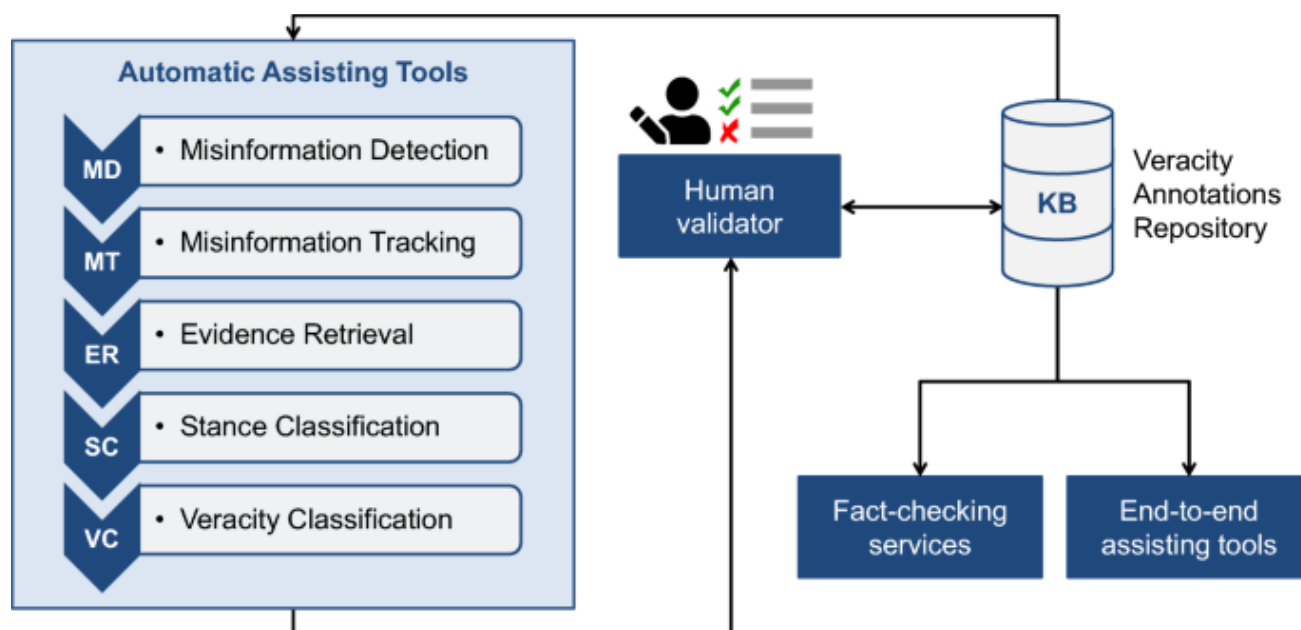 Automatic Assisting Tools
MD
• Misinformation Detection
MT
• Misinformation Tracking
ER
• Evidence Retrieval
SC
• Stance Classification
VC
• Veracity Classification
Human
validator
KB
Veracity
Annotations
Repository
Fact-checking
services
End-to-end
assisting tools